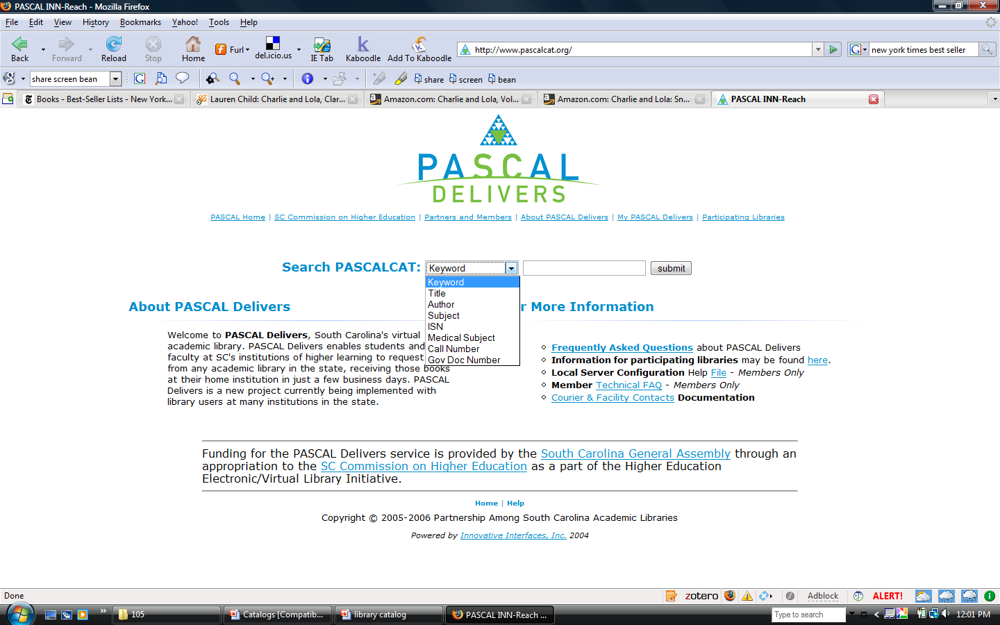 PASCAL INN-Reach - Mozilla Firefox
File Edit View History Bookmarks Yahoo! Tools Help
Back Forward Reload Stop Home Furl del.icio.us IE Tab Kaboodle Add To Kaboodle http://www.pascalcat.org/ G new york times best seller
share screen bean G share screen bean
Books - Best-Seller Lists - New York... Lauren Child: Charlie and Lola, Clar... Amazon.com: Charlie and Lola, Vol... Amazon.com: Charlie and Lola: Sn... PASCAL INN-Reach
PASCAL
DELIVERS
PASCAL Home | SC Commission on Higher Education | Partners and Members | About PASCAL Delivers | My PASCAL Delivers | Participating Libraries
Search PASCALCAT: Keyword submit
Keyword
Title
Author
Subject
ISN
Medical Subject
Call Number
Gov Doc Number
About PASCAL Delivers
Welcome to PASCAL Delivers, South Carolina's virtual
academic library. PASCAL Delivers enables students and
faculty at SC's institutions of higher learning to request
from any academic library in the state, receiving those books
at their home institution in just a few business days. PASCAL
Delivers is a new project currently being implemented with
library users at many institutions in the state.
r More Information
Frequently Asked Questions about PASCAL Delivers
Information for participating libraries may be found here.
Local Server Configuration Help File - Members Only
Member Technical FAQ - Members Only
Courier & Facility Contacts Documentation
Funding for the PASCAL Delivers service is provided by the South Carolina General Assembly through an
appropriation to the SC Commission on Higher Education as a part of the Higher Education
Electronic/Virtual Library Initiative.
Home | Help
Copyright © 2005-2006 Partnership Among South Carolina Academic Libraries
Powered by Innovative Interfaces, Inc. 2004
Done zotero Adblock ALERT!
105 Catalogs [Compatib... library catalog PASCAL INN-Reach ... Type to search 12:01 PM